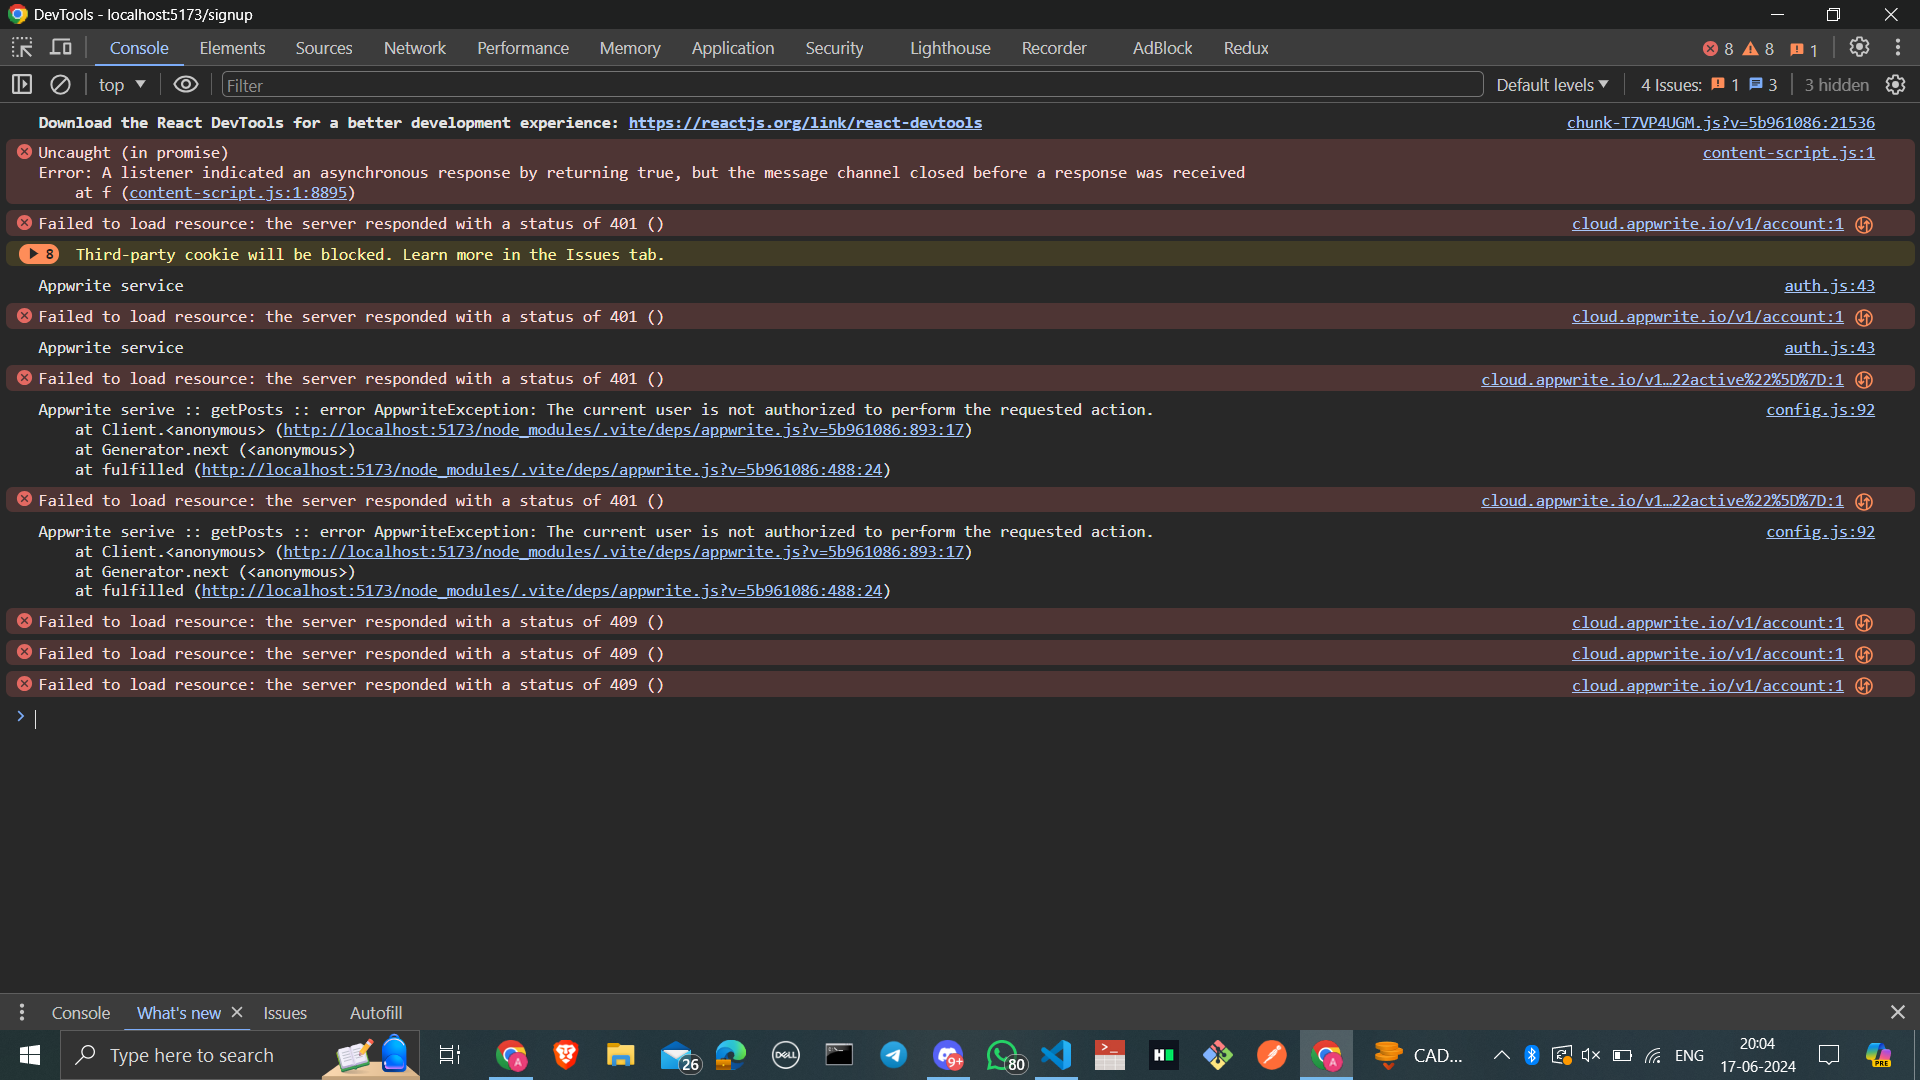 DevTools - localhost:5173/signup
Console Elements Sources Network Performance Memory Application Security Lighthouse Recorder AdBlock Redux 8 8 1
top Filter Default levels 4 Issues: 1 3 3 hidden
Download the React DevTools for a better development experience: https://reactjs.org/link/react-devtools chunk-T7VP4UGM.js?v=5b961086:21536
Uncaught (in promise) content-script.js:1
Error: A listener indicated an asynchronous response by returning true, but the message channel closed before a response was received
at f (content-script.js:1:8895)
Failed to load resource: the server responded with a status of 401 () cloud.appwrite.io/v1/account:1
8 Third-party cookie will be blocked. Learn more in the Issues tab.
Appwrite service auth.js:43
Failed to load resource: the server responded with a status of 401 () cloud.appwrite.io/v1/account:1
Appwrite service auth.js:43
Failed to load resource: the server responded with a status of 401 () cloud.appwrite.io/v1…22active%22%5D%7D:1
Appwrite serive :: getPosts :: error AppwriteException: The current user is not authorized to perform the requested action. config.js:92
at Client.<anonymous> (http://localhost:5173/node_modules/.vite/deps/appwrite.js?v=5b961086:893:17)
at Generator.next (<anonymous>)
at fulfilled (http://localhost:5173/node_modules/.vite/deps/appwrite.js?v=5b961086:488:24)
Failed to load resource: the server responded with a status of 401 () cloud.appwrite.io/v1…22active%22%5D%7D:1
Appwrite serive :: getPosts :: error AppwriteException: The current user is not authorized to perform the requested action. config.js:92
at Client.<anonymous> (http://localhost:5173/node_modules/.vite/deps/appwrite.js?v=5b961086:893:17)
at Generator.next (<anonymous>)
at fulfilled (http://localhost:5173/node_modules/.vite/deps/appwrite.js?v=5b961086:488:24)
Failed to load resource: the server responded with a status of 409 () cloud.appwrite.io/v1/account:1
Failed to load resource: the server responded with a status of 409 () cloud.appwrite.io/v1/account:1
Failed to load resource: the server responded with a status of 409 () cloud.appwrite.io/v1/account:1
Console What's new Issues Autofill
Type here to search A 26 DELL 9+ 80 H A CAD... ENG 20:04 PRE
17-06-2024